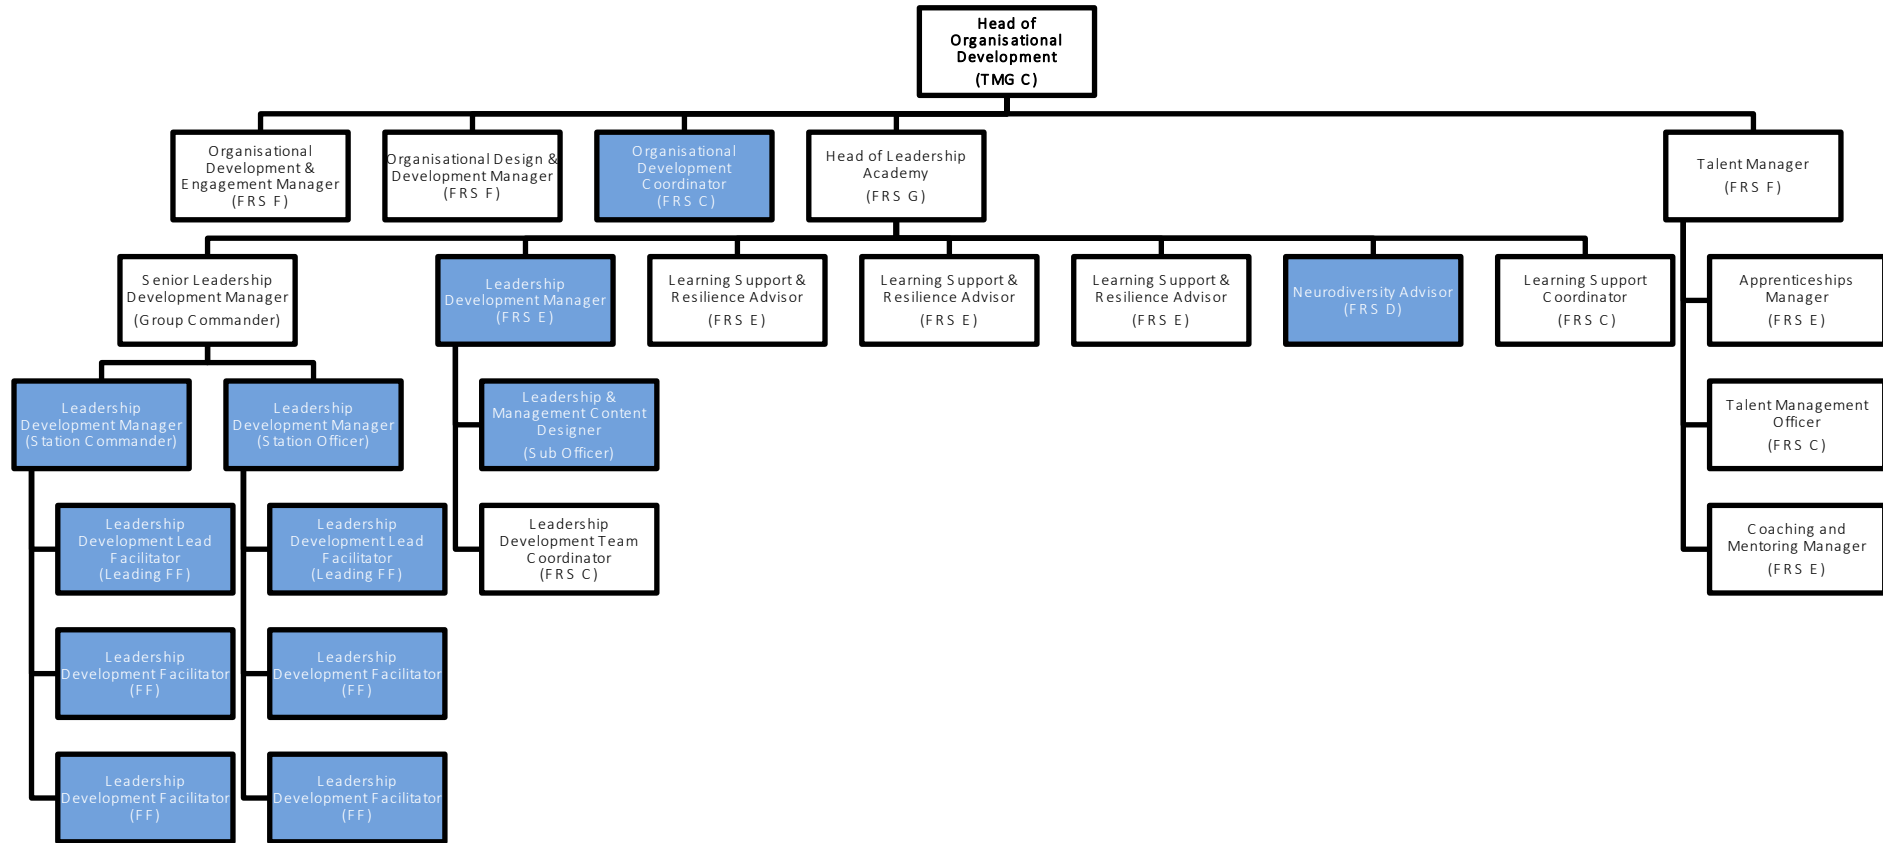 Head of
Organisational
Development
(TMG C)
Organisational
Development &
Engagement Manager
(FRS F)
Organisational Design &
Development Manager
(FRS F)
Organisational
Development
Coordinator
(FRS C)
Head of Leadership
Academy
(FRS G)
Talent Manager
(FRS F)
Senior Leadership
Development Manager
(Group Commander)
Leadership
Development Manager
(FRS E)
Learning Support &
Resilience Advisor
(FRS E)
Learning Support &
Resilience Advisor
(FRS E)
Learning Support &
Resilience Advisor
(FRS E)
Neurodiversity Advisor
(FRS D)
Learning Support
Coordinator
(FRS C)
Apprenticeships
Manager
(FRS E)
Leadership
Development Manager
(Station Commander)
Leadership
Development Manager
(Station Officer)
Leadership &
Management Content
Designer
(Sub Officer)
Talent Management
Officer
(FRS C)
Leadership
Development Lead
Facilitator
(Leading FF)
Leadership
Development Lead
Facilitator
(Leading FF)
Leadership
Development Team
Coordinator
(FRS C)
Coaching and
Mentoring Manager
(FRS E)
Leadership
Development Facilitator
(FF)
Leadership
Development Facilitator
(FF)
Leadership
Development Facilitator
(FF)
Leadership
Development Facilitator
(FF)